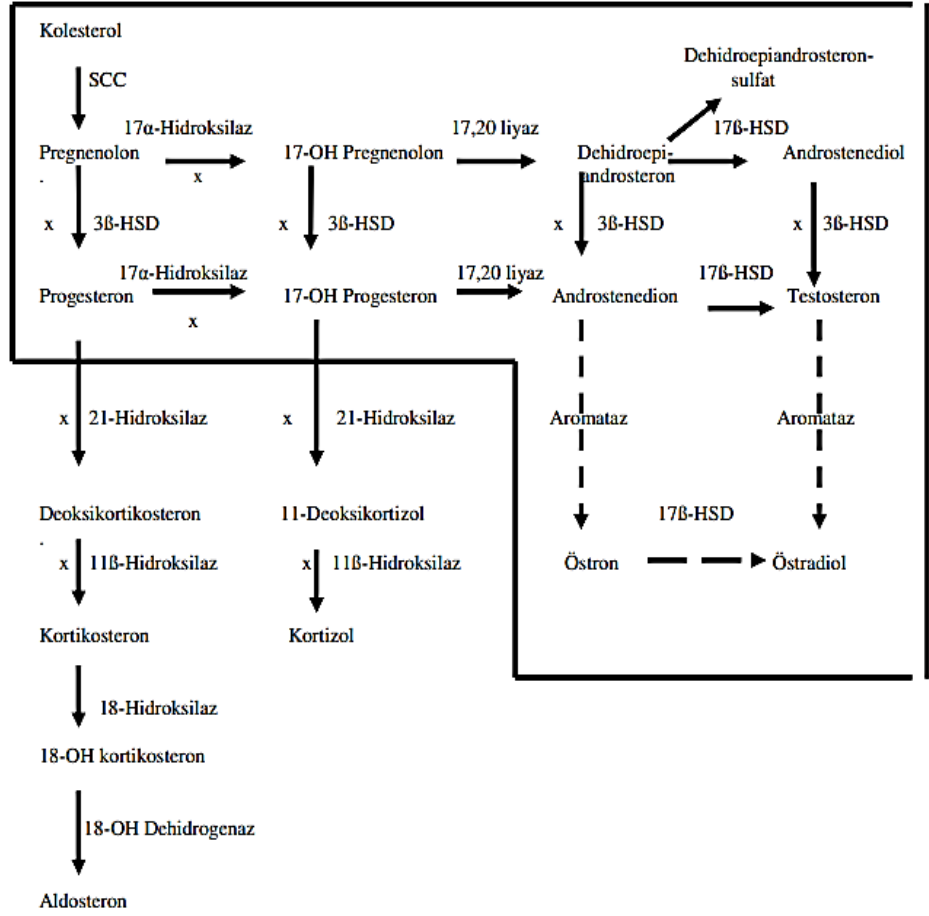 Kolesterol
Dehidroepiandrosteron-
sulfat
SCC
17α-Hidroksilaz
17,20 liyaz
17ß-HSD
Pregnenolon
17-OH Pregnenolon
Dehidroepi-
androsteron
Androstenediol
x
x 3ß-HSD
x 3ß-HSD
x 3ß-HSD
x 3ß-HSD
17α-Hidroksilaz
17,20 liyaz
17ß-HSD
Progesteron
17-OH Progesteron
Androstenedion
Testosteron
x
x 21-Hidroksilaz
x 21-Hidroksilaz
Aromataz
Aromataz
Deoksikortikosteron
11-Deoksikortizol
17ß-HSD
x 11ß-Hidroksilaz
x 11ß-Hidroksilaz
Östron
Östradiol
Kortikosteron
Kortizol
18-Hidroksilaz
18-OH kortikosteron
18-OH Dehidrogenaz
Aldosteron